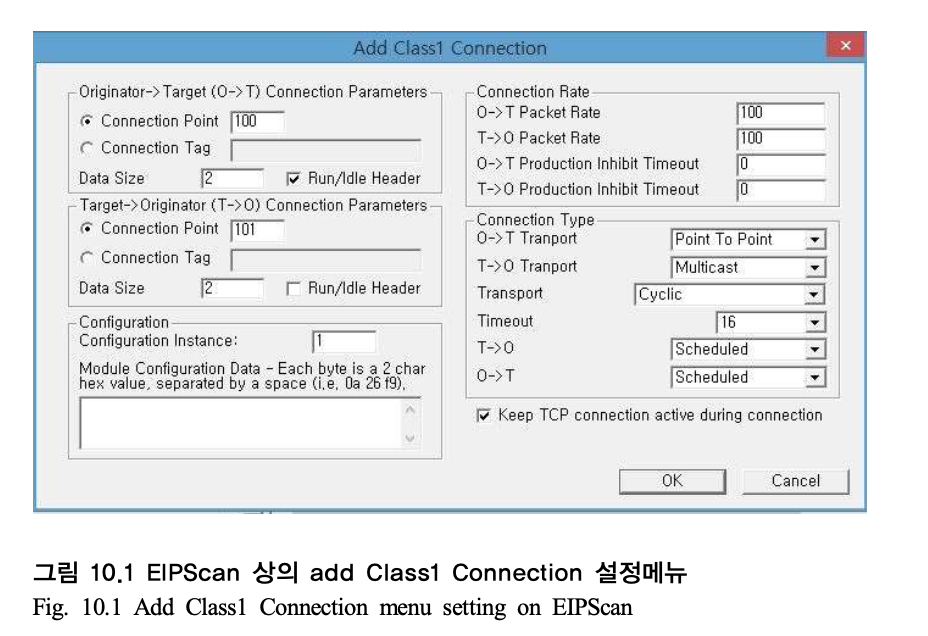 Add Class1 Connection
Originator->Target (O->T) Connection Parameters
Connection Point 100
Connection Tag
Data Size 2 Run/Idle Header
Target->Originator (T->O) Connection Parameters
Connection Point 101
Connection Tag
Data Size 2 Run/Idle Header
Configuration
Configuration Instance: 1
Module Configuration Data - Each byte is a 2 char
hex value, separated by a space (i.e. 0a 26 f9).
Connection Rate
O->T Packet Rate 100
T->O Packet Rate 100
O->T Production Inhibit Timeout 0
T->O Production Inhibit Timeout 0
Connection Type
O->T Tranport Point To Point
T->O Tranport Multicast
Transport Cyclic
Timeout 16
T->O Scheduled
O->T Scheduled
Keep TCP connection active during connection
OK Cancel
그림 10.1 EIPScan 상의 add Class1 Connection 설정메뉴
Fig. 10.1 Add Class1 Connection menu setting on EIPScan